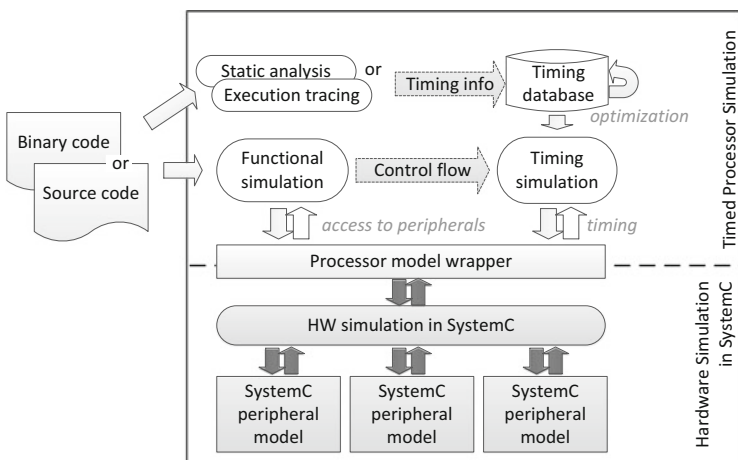 Static analysis
or
Execution tracing
Timing info
Timing
database
optimization
Binary code
or
Source code
Functional
simulation
Control flow
Timing
simulation
access to peripherals
timing
Processor model wrapper
HW simulation in SystemC
SystemC
peripheral
model
SystemC
peripheral
model
SystemC
peripheral
model
Timed Processor Simulation
Hardware Simulation
in SystemC